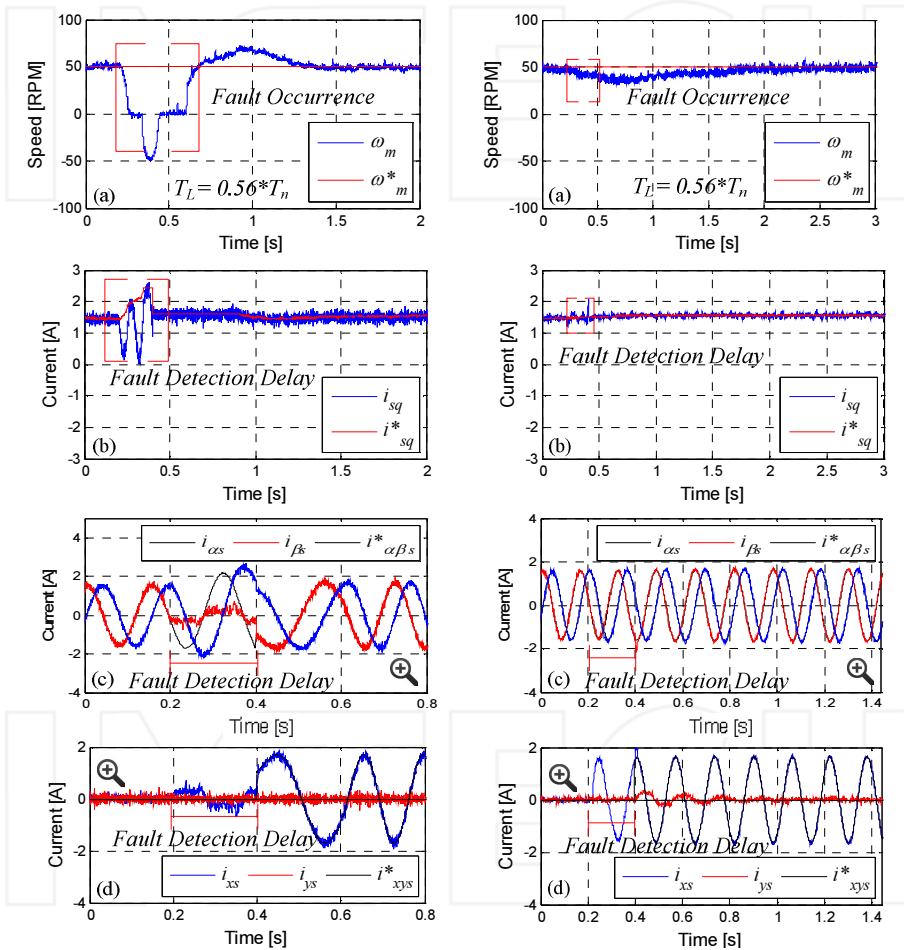 100
50
0
-50
-100
Speed [RPM]
Fault Occurrence
ω_m
ω*_m
(a)
T_L = 0.56*T_n
0 0.5 1 1.5 2
Time [s]
100
50
0
-50
-100
Speed [RPM]
Fault Occurrence
ω_m
ω*_m
(a)
T_L = 0.56*T_n
0 0.5 1 1.5 2 2.5 3
Time [s]
3
2
1
0
-1
-2
-3
Current [A]
Fault Detection Delay
i_sq
i*_sq
(b)
0 0.5 1 1.5 2
Time [s]
3
2
1
0
-1
-2
-3
Current [A]
Fault Detection Delay
i_sq
i*_sq
(b)
0 0.5 1 1.5 2 2.5 3
Time [s]
4
2
0
-2
-4
Current [A]
i_αs i_βs i*_αβs
Fault Detection Delay
(c)
0 0.2 0.4 0.6 0.8
Time [s]
4
2
0
-2
-4
Current [A]
i_αs i_βs i*_αβs
Fault Detection Delay
(c)
0 0.2 0.4 0.6 0.8 1 1.2 1.4
Time [s]
2
0
-2
Current [A]
Fault Detection Delay
i_xs i_ys i*_xys
(d)
0 0.2 0.4 0.6 0.8
Time [s]
2
0
-2
Current [A]
Fault Detection Delay
i_xs i_ys i*_xys
(d)
0 0.2 0.4 0.6 0.8 1 1.2 1.4
Time [s]